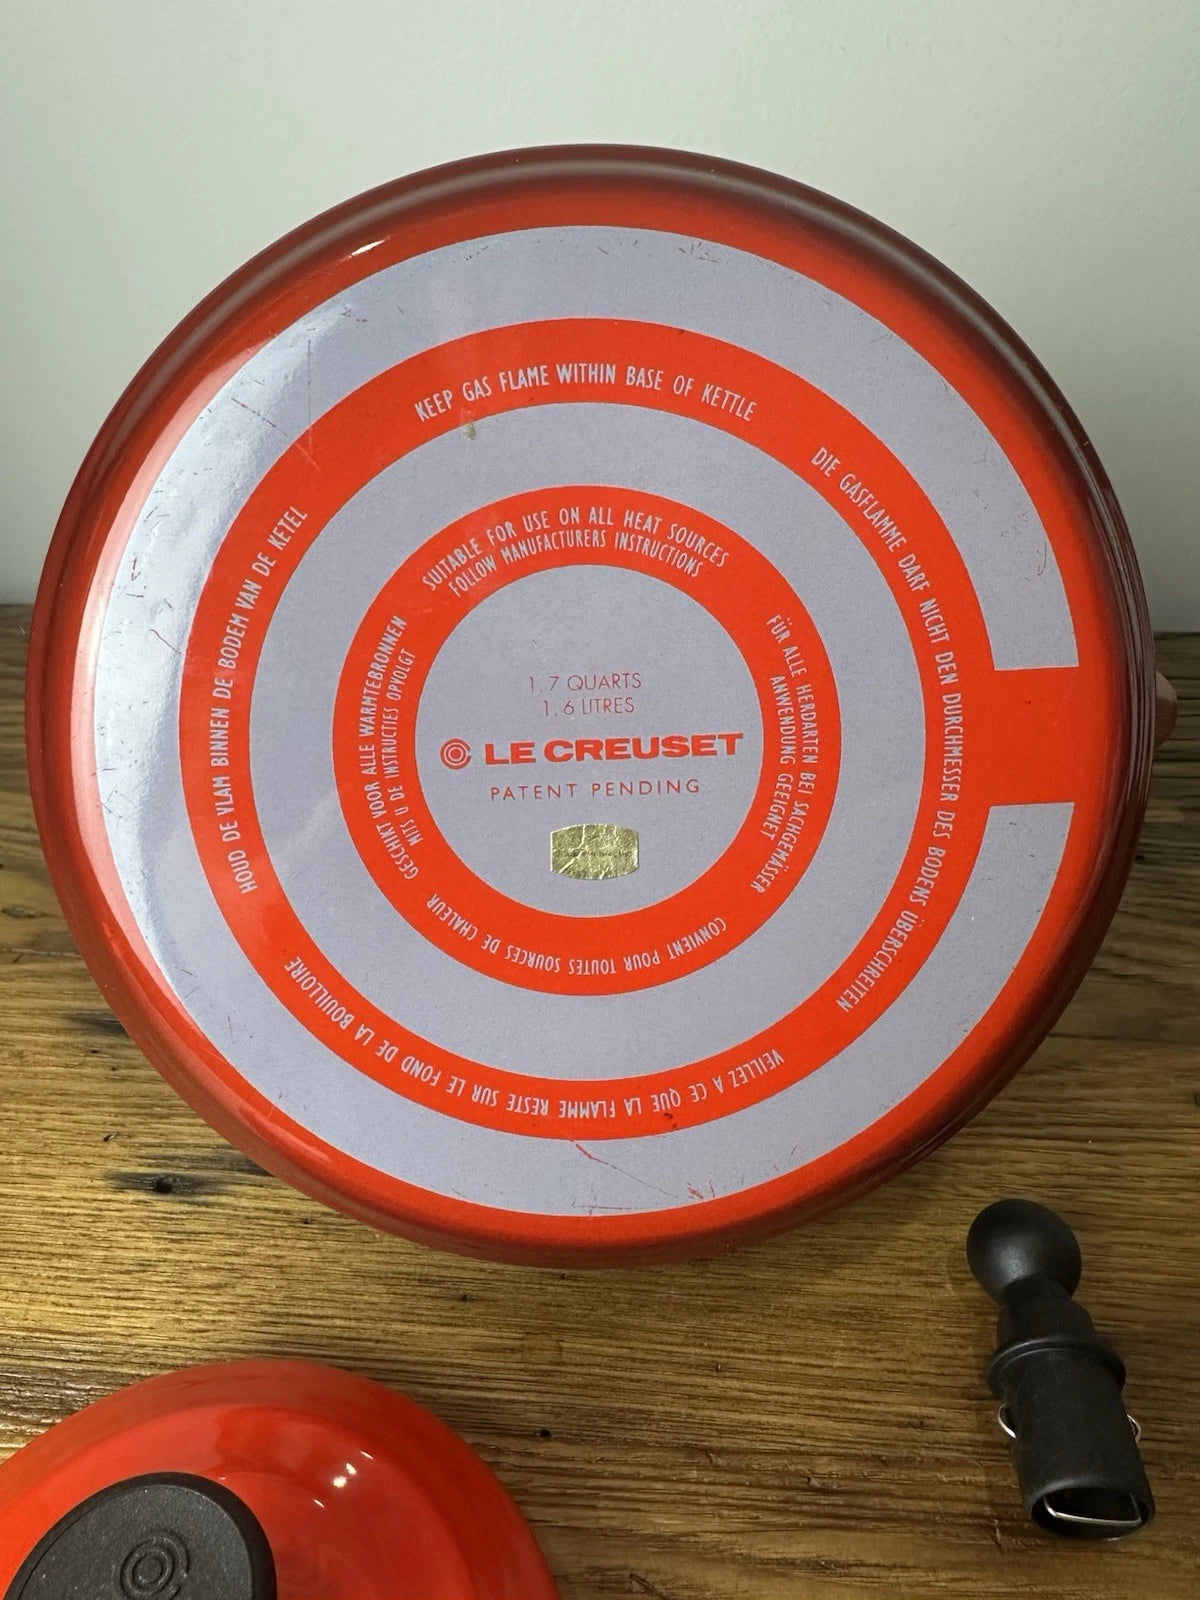 KEEP GAS FLAME WITHIN BASE OF KETTLE
DIE GASFLAMME DARF NICHT DEN DURCHMESSER DES BODENS ÜBERSCHREITEN
VEILLEZ A CE QUE LA FLAMME RESTE SUR LE FOND DE LA BOUILLOIRE
HOUD DE VLAM BINNEN DE BODEM VAN DE KETEL
SUITABLE FOR USE ON ALL HEAT SOURCES
FOLLOW MANUFACTURERS INSTRUCTIONS
FÜR ALLE HERDARTEN BEI SACHGEMÄSSER
ANWENDUNG GEEIGNET
CONVIENT POUR TOUTES SOURCES DE CHALEUR
GESCHIKT VOOR ALLE WARMTEBRONNEN
MITS U DE INSTRUCTIES OPVOLGT
1.7 QUARTS
1.6 LITRES
LE CREUSET
PATENT PENDING